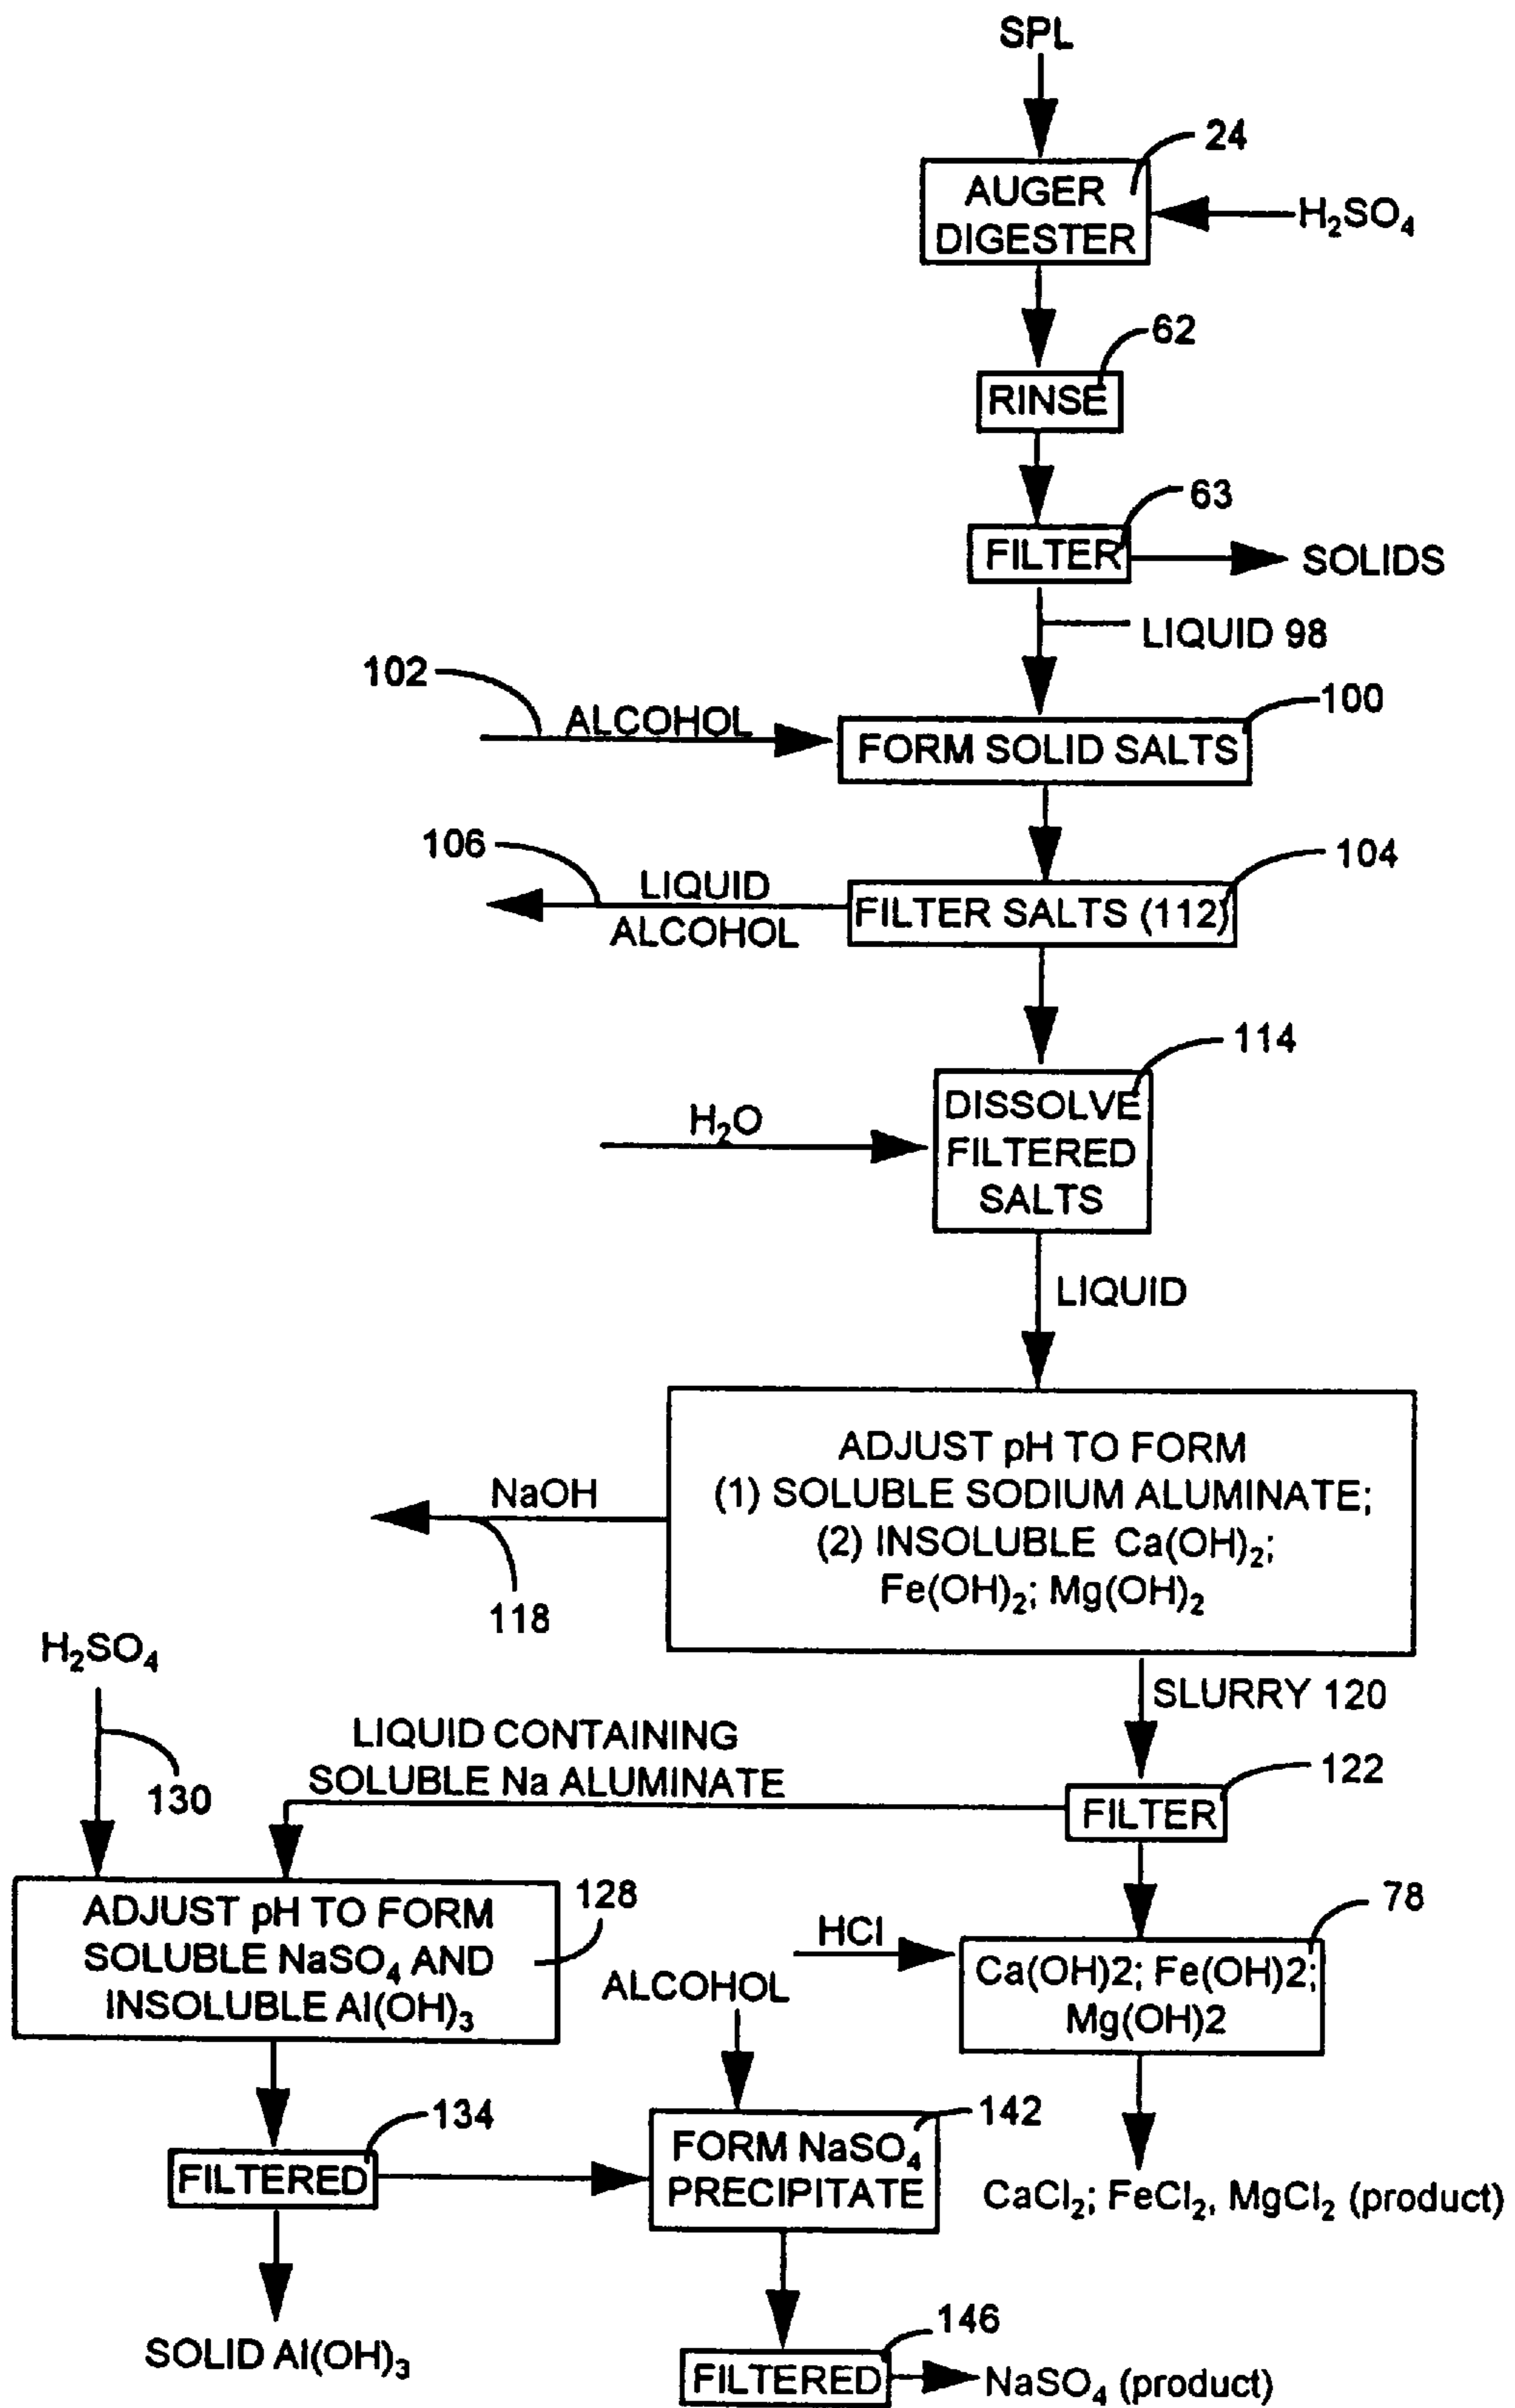 SPL
24
AUGER
DIGESTER
H₂SO₄
62
RINSE
63
FILTER
SOLIDS
LIQUID 98
102
ALCOHOL
100
FORM SOLID SALTS
106
LIQUID
ALCOHOL
104
FILTER SALTS (112)
114
H₂O
DISSOLVE
FILTERED
SALTS
LIQUID
ADJUST pH TO FORM
(1) SOLUBLE SODIUM ALUMINATE;
(2) INSOLUBLE Ca(OH)₂;
Fe(OH)₂; Mg(OH)₂
NaOH
118
H₂SO₄
130
SLURRY 120
LIQUID CONTAINING
SOLUBLE Na ALUMINATE
122
FILTER
128
ADJUST pH TO FORM
SOLUBLE NaSO₄ AND
INSOLUBLE Al(OH)₃
78
HCl
Ca(OH)2; Fe(OH)2;
Mg(OH)2
ALCOHOL
134
FILTERED
142
FORM NaSO₄
PRECIPITATE
CaCl₂; FeCl₂, MgCl₂ (product)
SOLID Al(OH)₃
146
FILTERED
NaSO₄ (product)